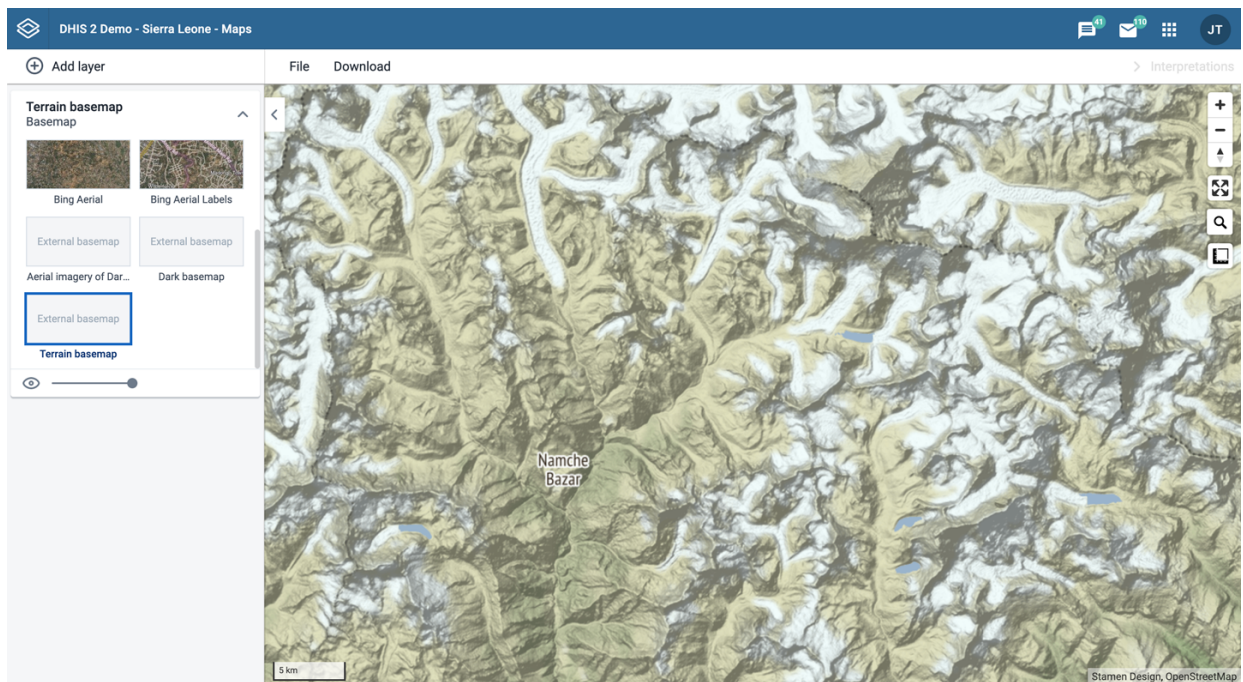 DHIS 2 Demo - Sierra Leone - Maps
41
110
JT
Add layer
File
Download
Interpretations
Terrain basemap
Basemap
Bing Aerial
Bing Aerial Labels
External basemap
External basemap
Aerial imagery of Dar...
Dark basemap
External basemap
Terrain basemap
Namche
Bazar
5 km
Stamen Design, OpenStreetMap